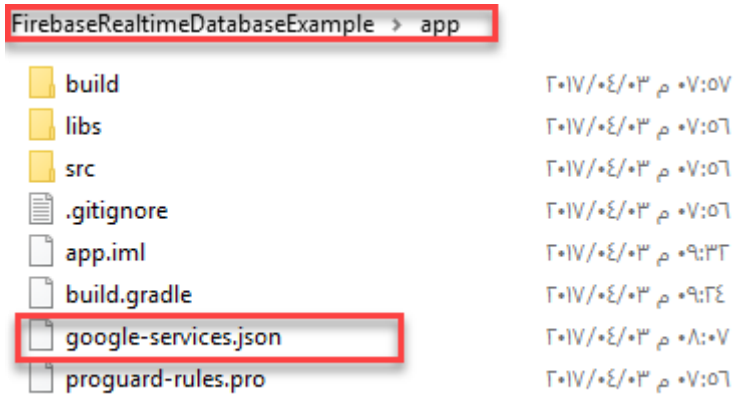 FirebaseRealtimeDatabaseExample > app
build ٠٧:٥٧ م ٢٠١٧/٠٤/٠٣
libs ٠٧:٥٦ م ٢٠١٧/٠٤/٠٣
src ٠٧:٥٦ م ٢٠١٧/٠٤/٠٣
.gitignore ٠٧:٥٦ م ٢٠١٧/٠٤/٠٣
app.iml ٠٩:٣٢ م ٢٠١٧/٠٤/٠٣
build.gradle ٠٩:٢٤ م ٢٠١٧/٠٤/٠٣
google-services.json ٠٨:٠٧ م ٢٠١٧/٠٤/٠٣
proguard-rules.pro ٠٧:٥٦ م ٢٠١٧/٠٤/٠٣